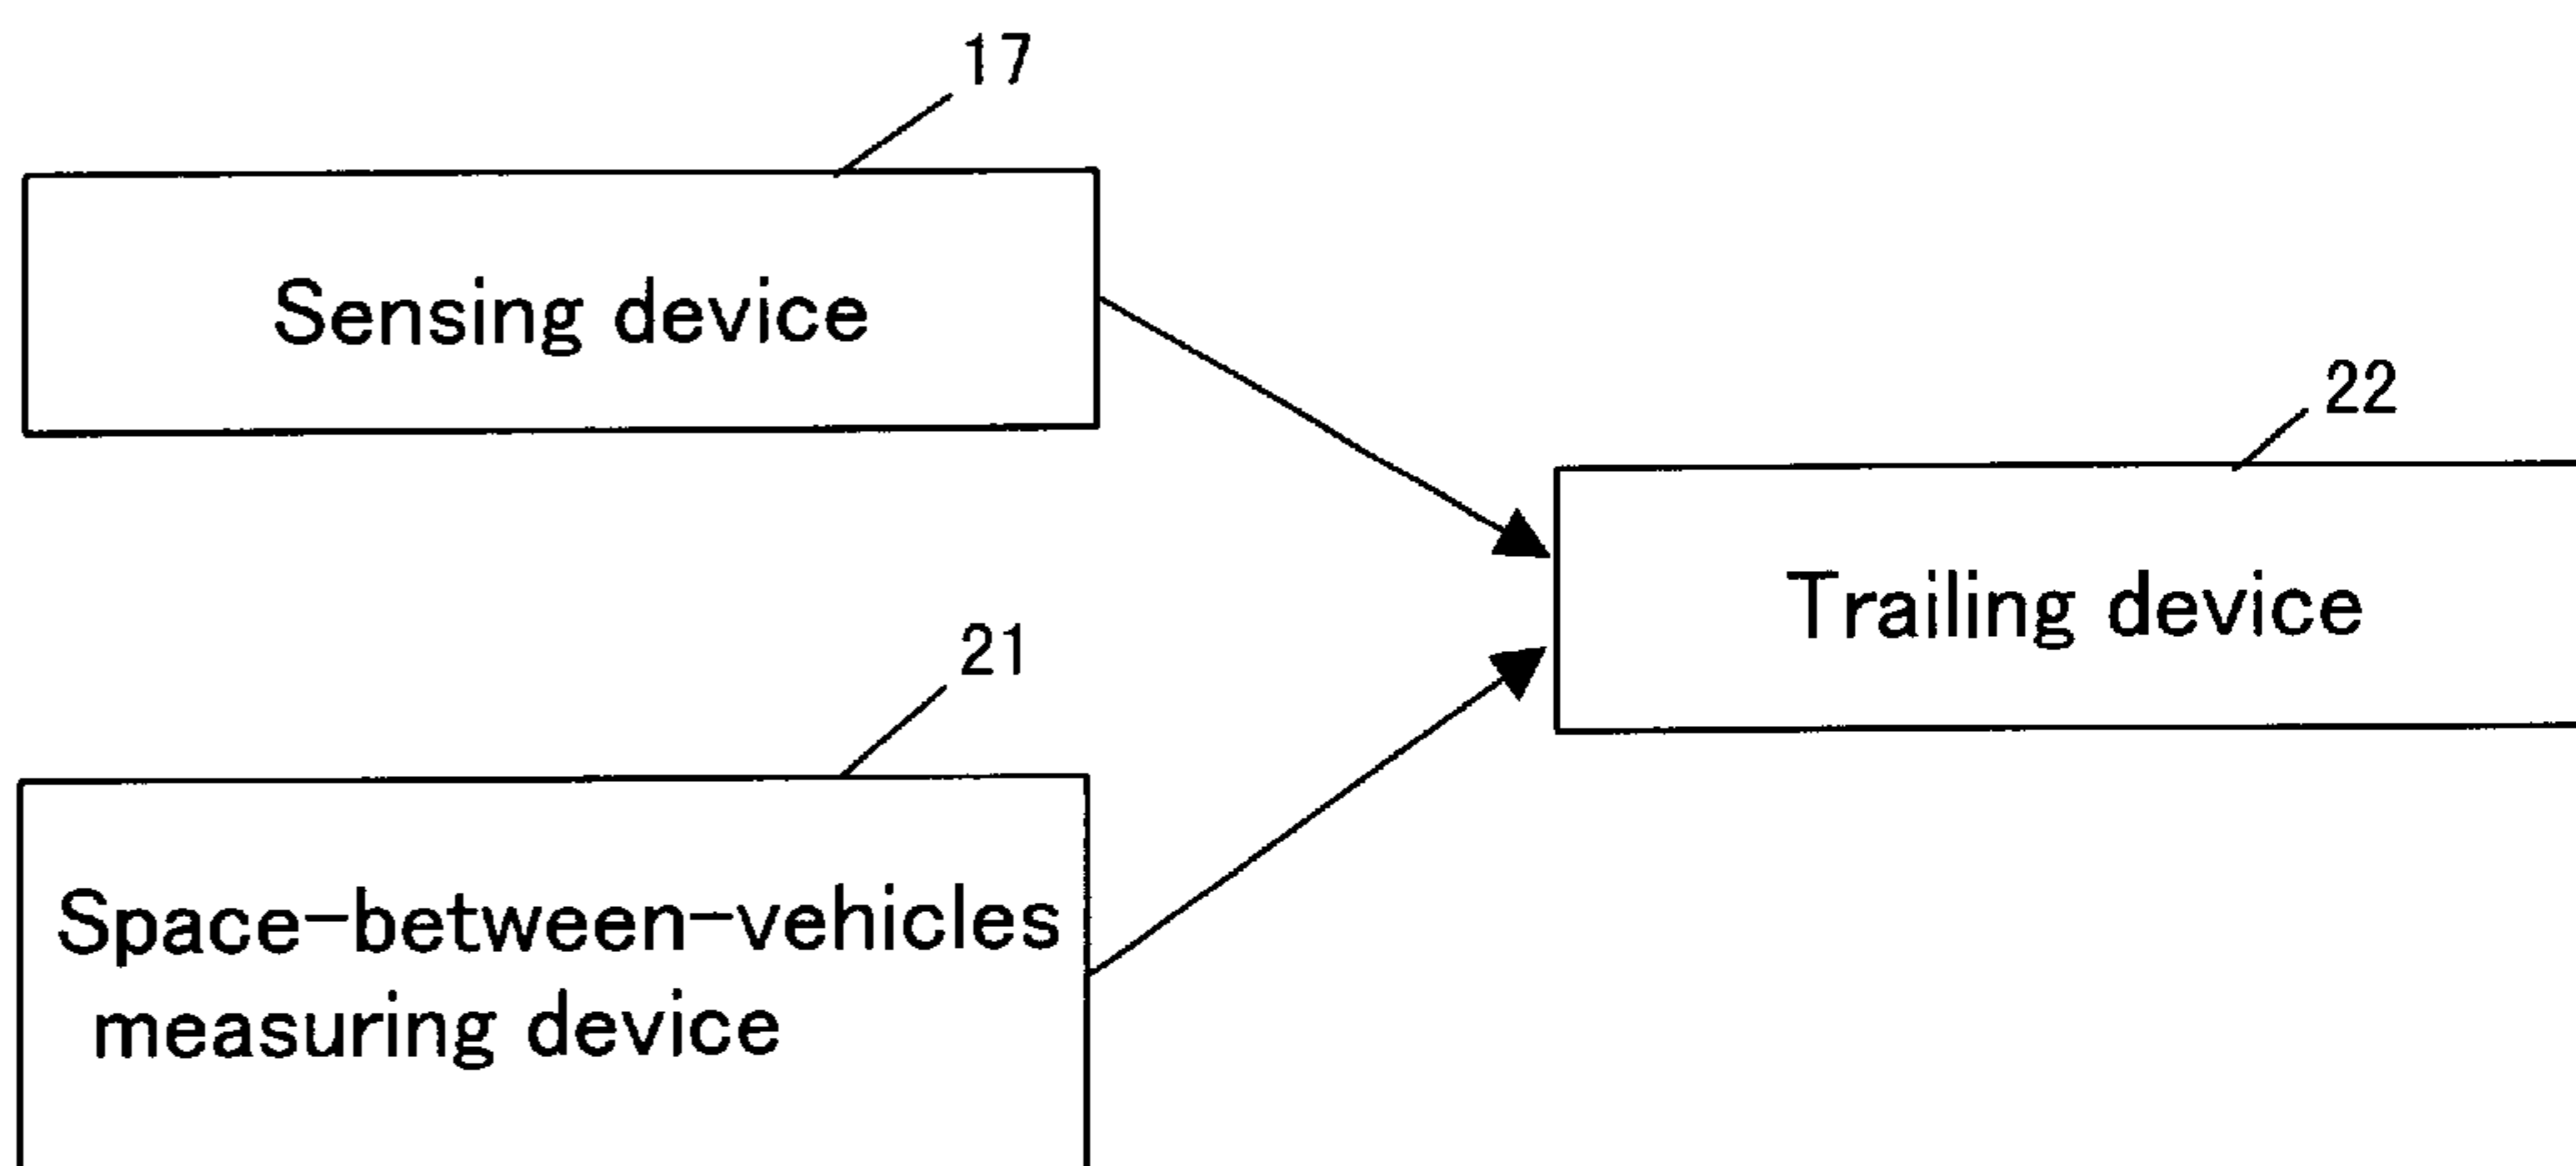 17
Sensing device
22
Trailing device
21
Space-between-vehicles
measuring device